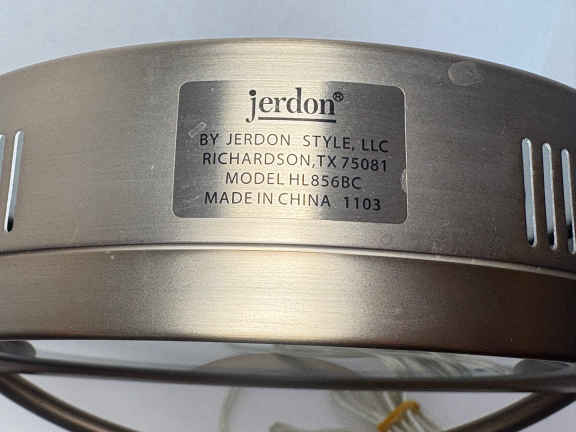 jerdon®
BY JERDON STYLE, LLC
RICHARDSON, TX 75081
MODEL HL856BC
MADE IN CHINA 1103